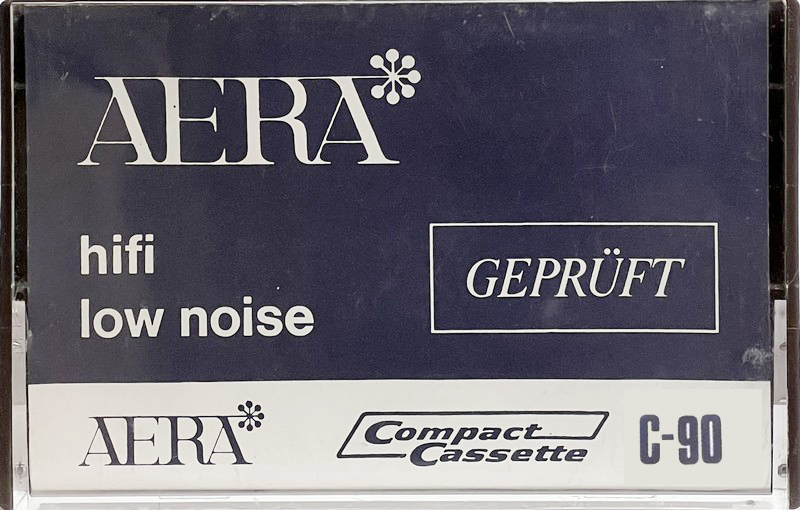 AERA
hifi
low noise
GEPRÜFT
AERA
Compact
Cassette
C-90